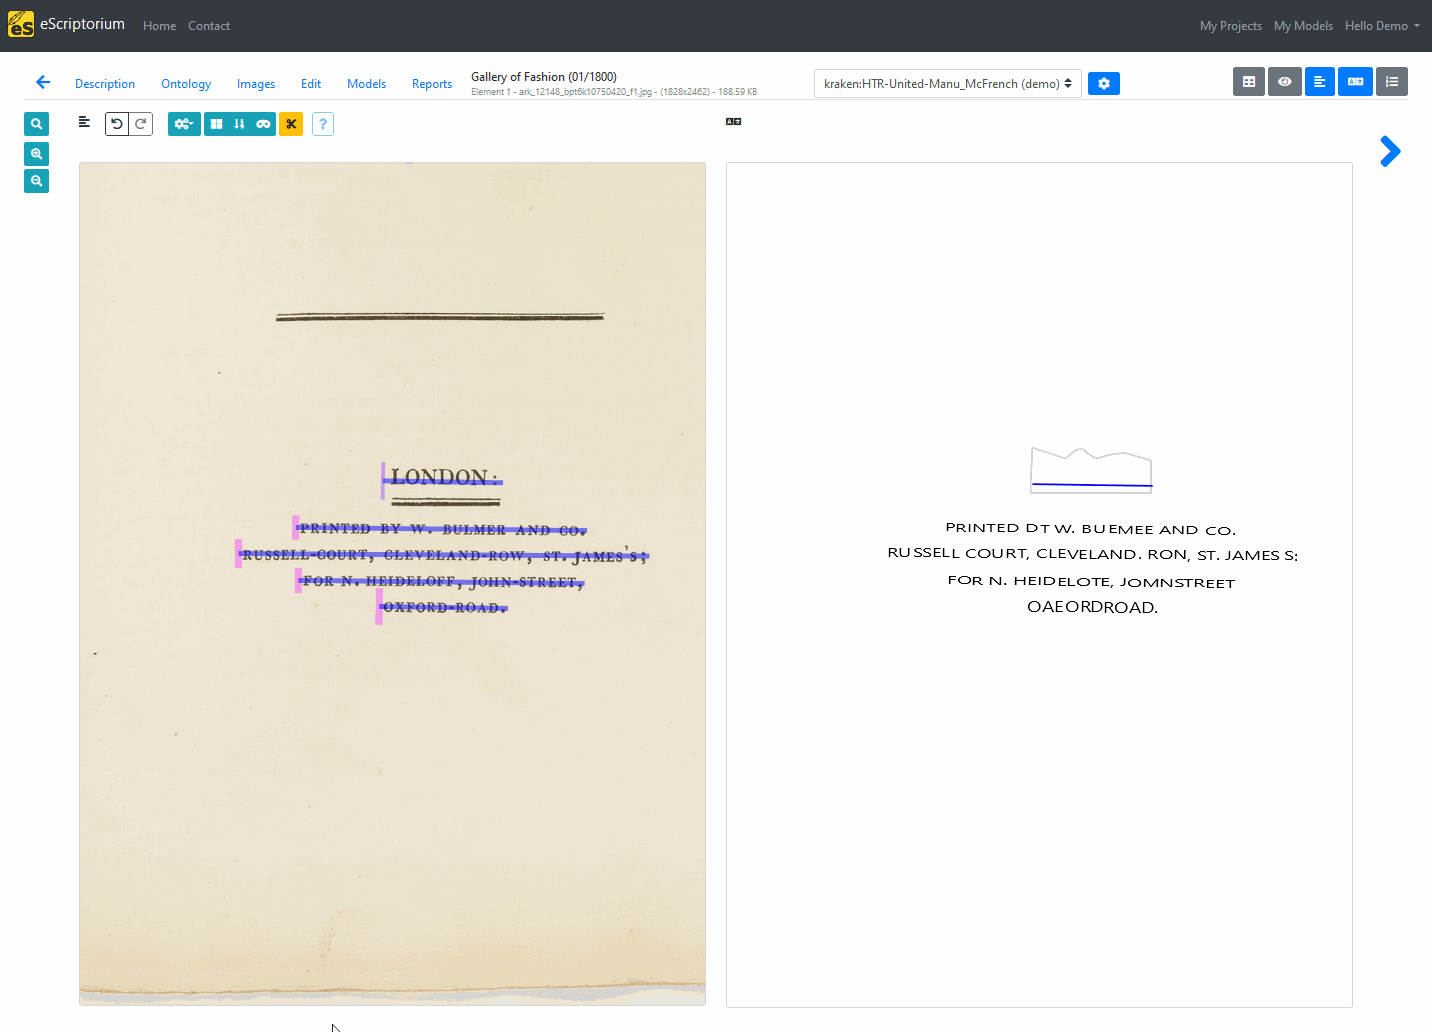 eScriptorium Home Contact My Projects My Models Hello Demo
Description Ontology Images Edit Models Reports
Gallery of Fashion (01/1800)
Element 1 - ark_12148_bpt6k10750420_f1.jpg - (1828x2462) - 188.59 KB
kraken:HTR-United-Manu_McFrench (demo)
LONDON:
PRINTED BY W. BULMER AND CO.
RUSSELL-COURT, CLEVELAND-ROW, ST. JAMES'S;
FOR N. HEIDELOFF, JOHN-STREET,
OXFORD-ROAD.
PRINTED DT W. BUEMEE AND CO.
RUSSELL COURT, CLEVELAND. RON, ST. JAMES S:
FOR N. HEIDELOTE, JOMNSTREET
OAEORDROAD.